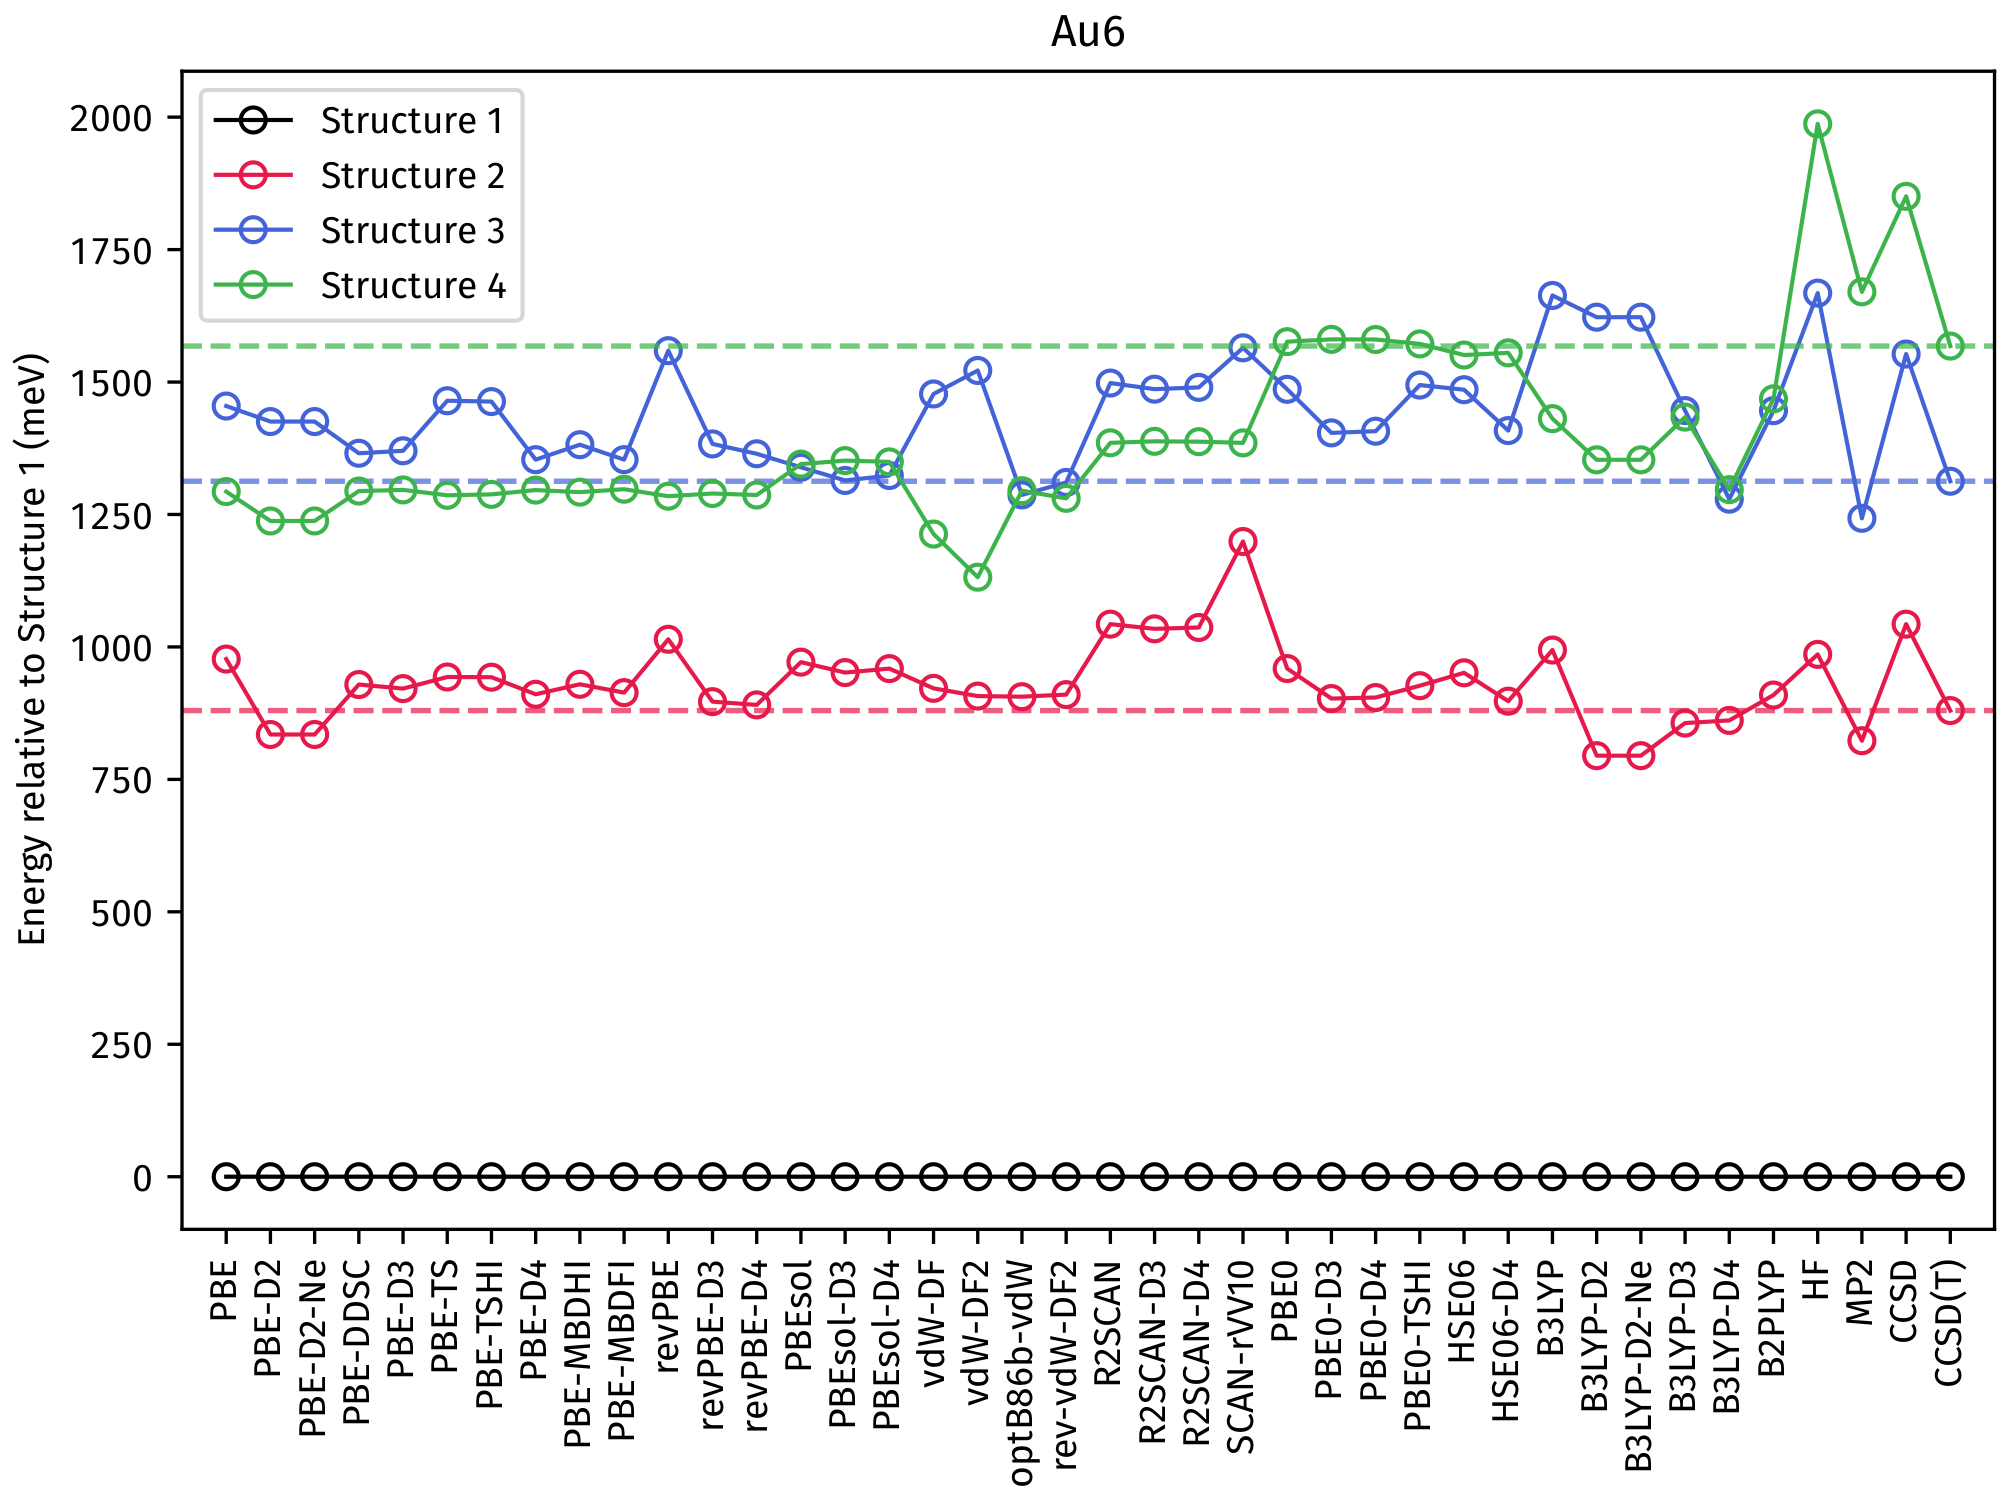 Au6
Structure 1
Structure 2
Structure 3
Structure 4
Energy relative to Structure 1 (meV)
2000
1750
1500
1250
1000
750
500
250
0
PBE
PBE-D2
PBE-D2-Ne
PBE-DDSC
PBE-D3
PBE-TS
PBE-TSHI
PBE-D4
PBE-MBDHI
PBE-MBDFI
revPBE
revPBE-D3
revPBE-D4
PBEsol
PBEsol-D3
PBEsol-D4
vdW-DF
vdW-DF2
optB86b-vdW
rev-vdW-DF2
R2SCAN
R2SCAN-D3
R2SCAN-D4
SCAN-rVV10
PBE0
PBE0-D3
PBE0-D4
PBE0-TSHI
HSE06
HSE06-D4
B3LYP
B3LYP-D2
B3LYP-D2-Ne
B3LYP-D3
B3LYP-D4
B2PLYP
HF
MP2
CCSD
CCSD(T)